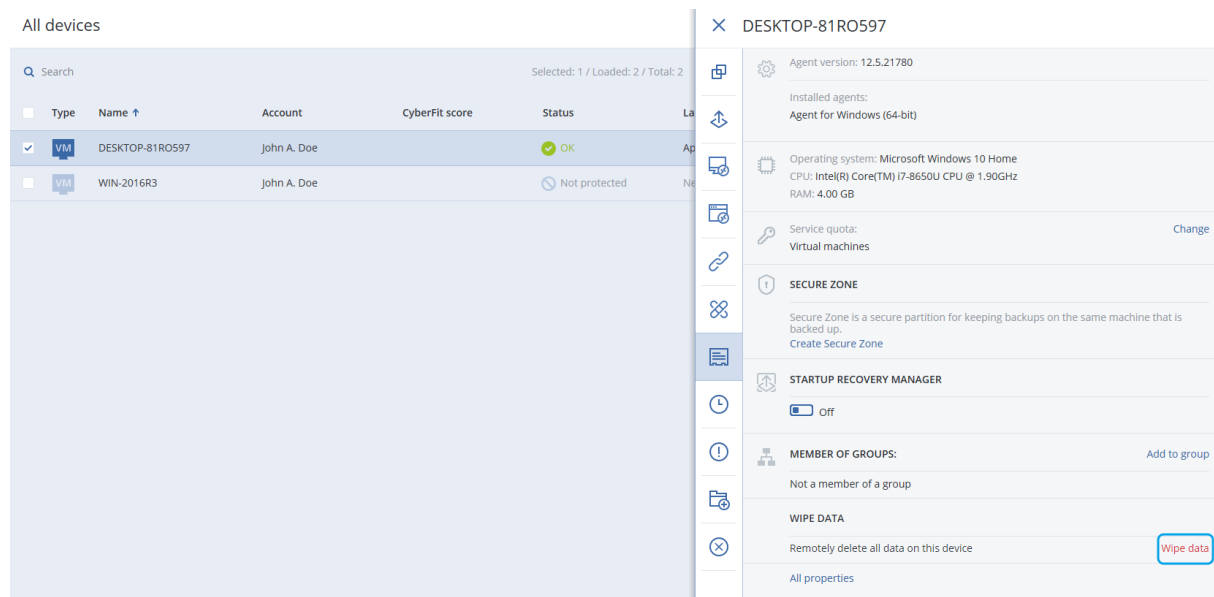 All devices
Search
Selected: 1 / Loaded: 2 / Total: 2
Type Name ↑ Account CyberFit score Status La
VM DESKTOP-81RO597 John A. Doe OK Ap
VM WIN-2016R3 John A. Doe Not protected Ne
DESKTOP-81RO597
Agent version: 12.5.21780
Installed agents:
Agent for Windows (64-bit)
Operating system: Microsoft Windows 10 Home
CPU: Intel(R) Core(TM) i7-8650U CPU @ 1.90GHz
RAM: 4.00 GB
Service quota: Change
Virtual machines
SECURE ZONE
Secure Zone is a secure partition for keeping backups on the same machine that is
backed up.
Create Secure Zone
STARTUP RECOVERY MANAGER
Off
MEMBER OF GROUPS: Add to group
Not a member of a group
WIPE DATA
Remotely delete all data on this device Wipe data
All properties